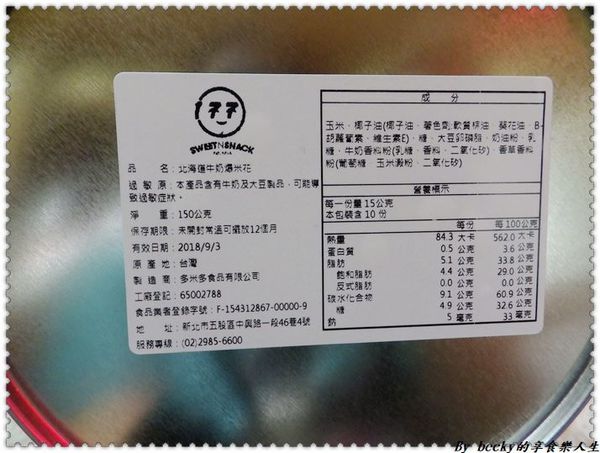 SWEET'N SNACK
品　名：北海道牛奶爆米花
過 敏 原：本產品含有牛奶及大豆製品，可能導
致過敏症狀。
淨　重：150公克
保存期限：未開封常溫可擺放12個月
有效日期：2018/9/3
原 產 地：台灣
製 造 商：多米多食品有限公司
工廠登記：65002788
食品業者登錄字號：F-154312867-00000-9
地　址：新北市五股區中興路一段46巷4號
服務專線：(02)2985-6600
成　分
玉米、椰子油(椰子油、著色劑:軟質棕油　葵花油　B-
胡蘿蔔素、維生素E)、糖、大豆卵磷脂、奶油粉、乳
糖、牛奶香料粉(乳糖、香料、二氧化矽)、香草香料
粉(葡萄糖　玉米澱粉、二氧化矽)
營養標示
每一份量 15公克
本包裝含 10 份
每份　每 100公克
熱量　84.3 大卡　562.0 大卡
蛋白質　0.5 公克　3.6 公克
脂肪　5.1 公克　33.8 公克
飽和脂肪　4.4 公克　29.0 公克
反式脂肪　0.0 公克　0.0 公克
碳水化合物　9.1 公克　60.9 公克
糖　4.9 公克　32.6 公克
鈉　5 毫克　33 毫克
By becky的享食樂人生